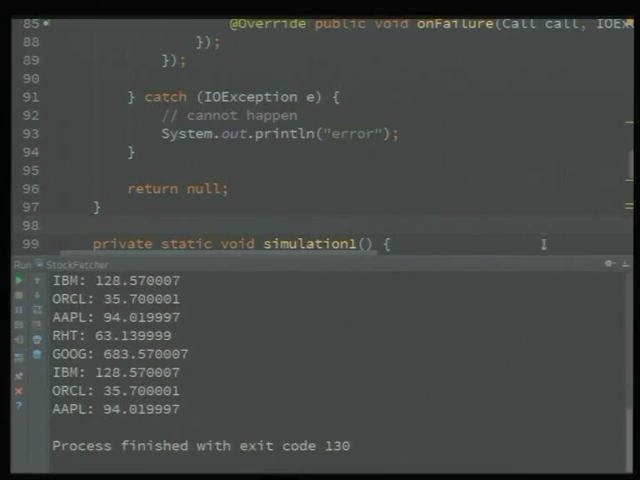 85 @Override public void onFailure(Call call, IOEx
88 });
89 });
90
91 } catch (IOException e) {
92 // cannot happen
93 System.out.println("error");
94 }
95
96 return null;
97 }
98
99 private static void simulation1() {
Run StockFetcher
IBM: 128.570007
ORCL: 35.700001
AAPL: 94.019997
RHT: 63.139999
GOOG: 683.570007
IBM: 128.570007
ORCL: 35.700001
AAPL: 94.019997
Process finished with exit code 130